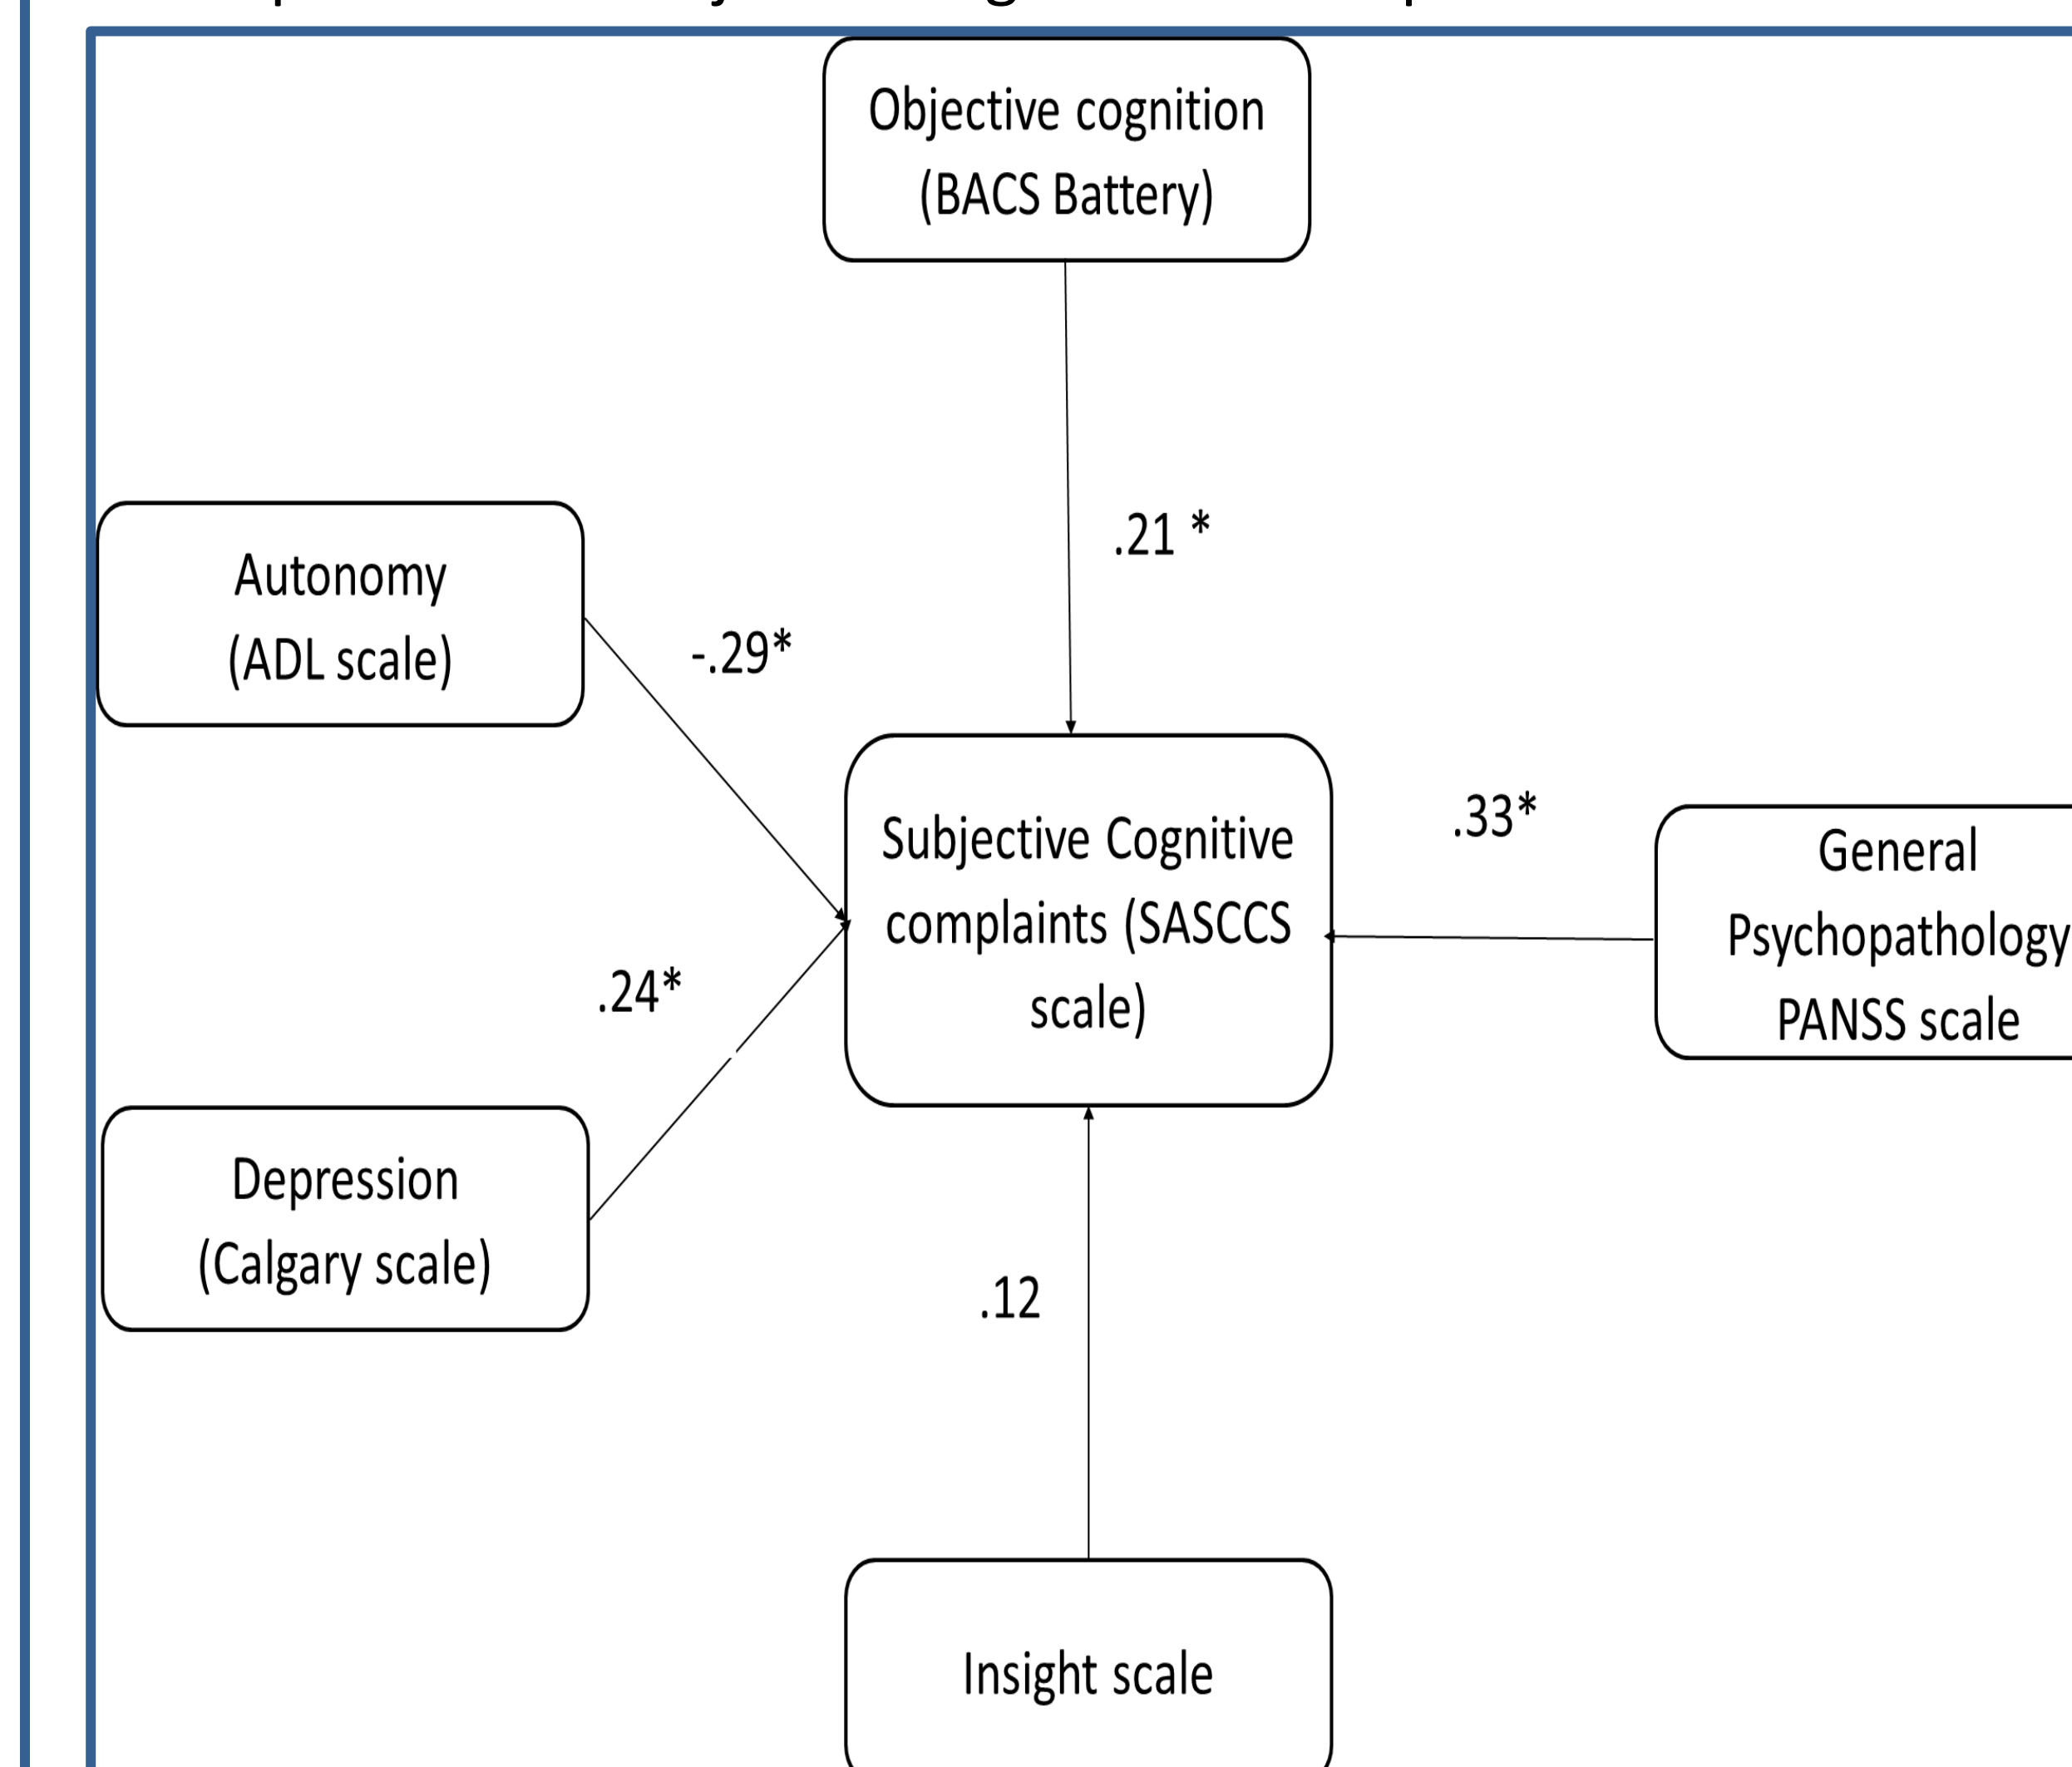 Objective cognition
(BACS Battery)
.21 *
Autonomy
(ADL scale)
-.29*
Subjective Cognitive
complaints (SASCCS
scale)
.33*
General
Psychopathology
PANSS scale
.24*
Depression
(Calgary scale)
.12
Insight scale